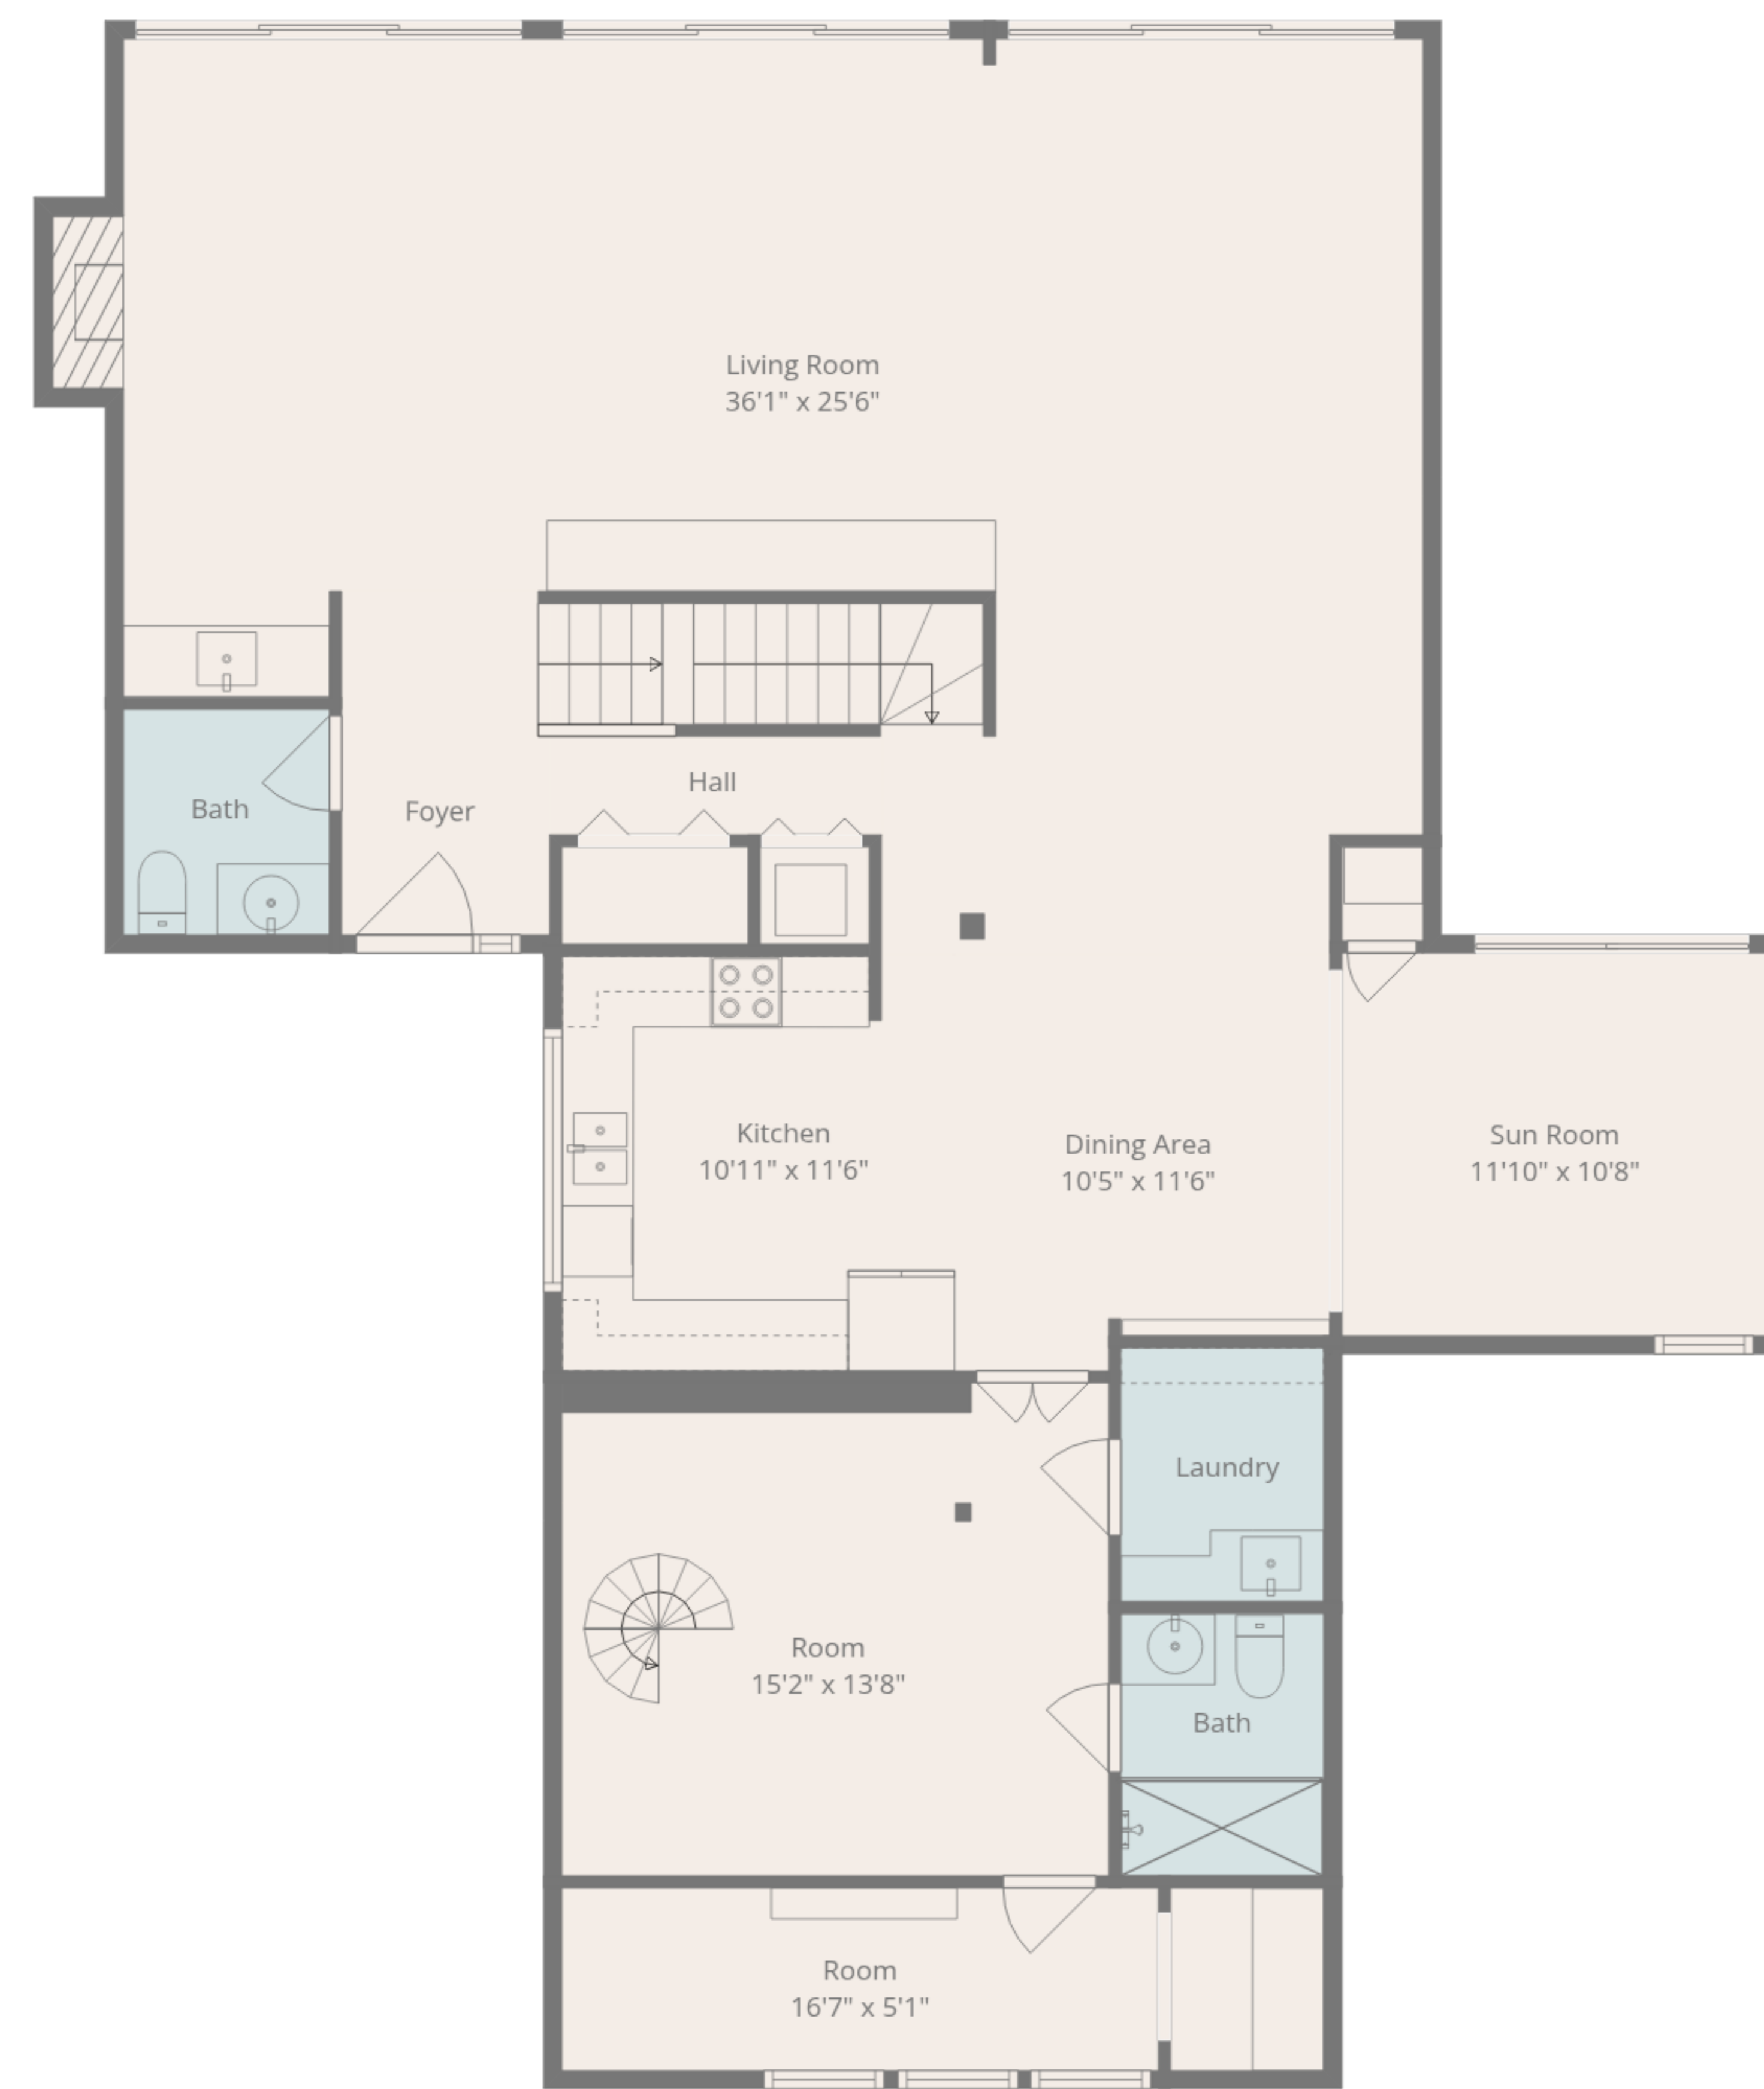 Living Room
36'1" x 25'6"
Hall
Bath
Foyer
Kitchen
10'11" x 11'6"
Dining Area
10'5" x 11'6"
Sun Room
11'10" x 10'8"
Laundry
Room
15'2" x 13'8"
Bath
Room
16'7" x 5'1"